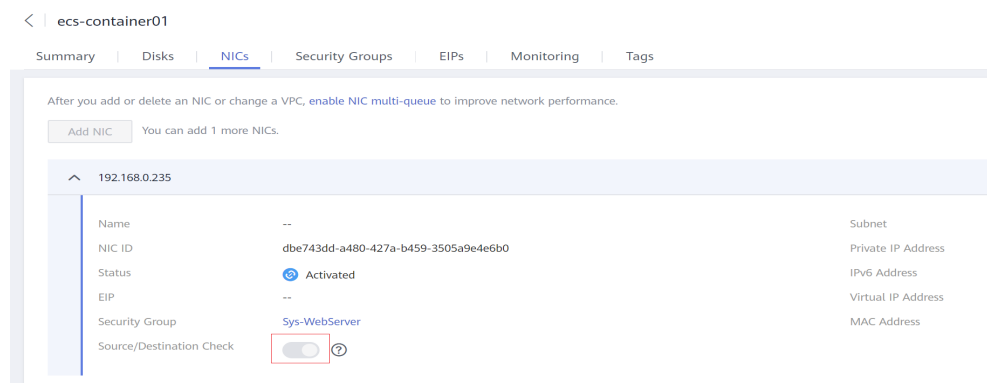 ecs-container01
Summary Disks NICs Security Groups EIPs Monitoring Tags
After you add or delete an NIC or change a VPC, enable NIC multi-queue to improve network performance.
Add NIC You can add 1 more NICs.
192.168.0.235
Name -- Subnet
NIC ID dbe743dd-a480-427a-b459-3505a9e4e6b0 Private IP Address
Status Activated IPv6 Address
EIP -- Virtual IP Address
Security Group Sys-WebServer MAC Address
Source/Destination Check ?